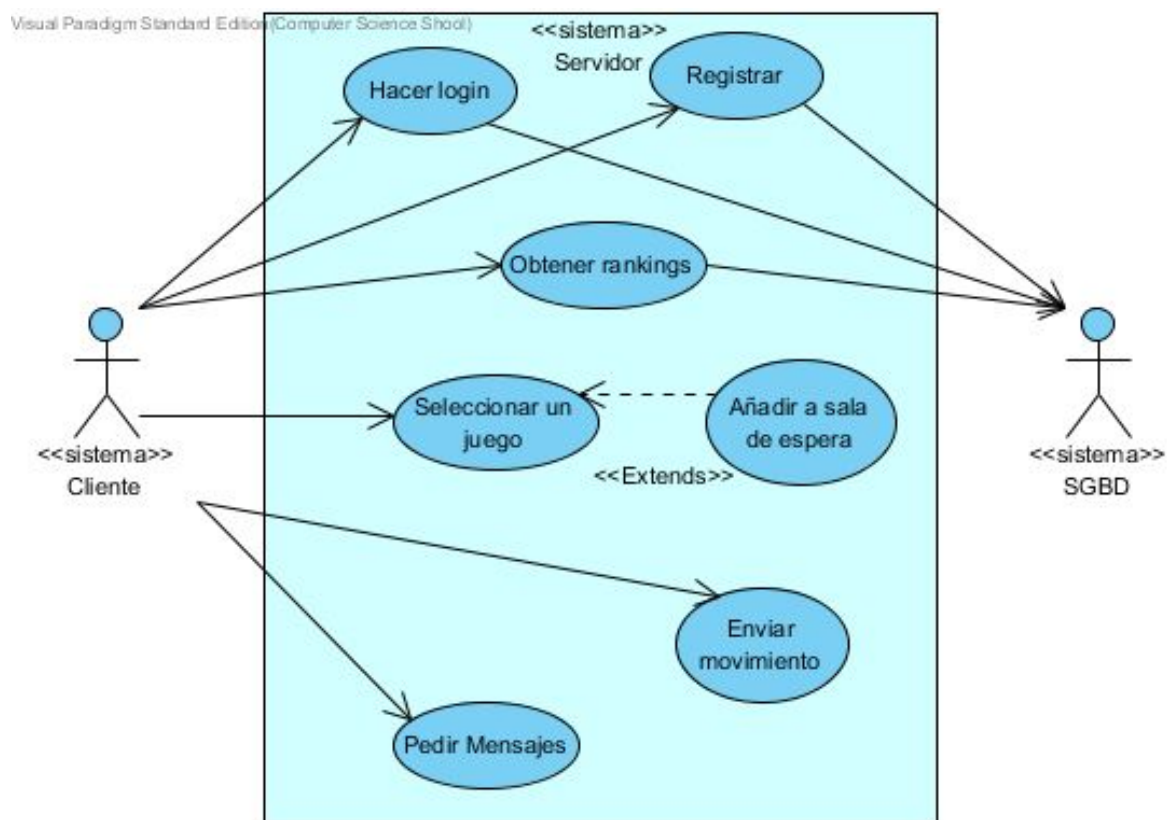 Visual Paradigm Standard Edition(Computer Science Shool)
<<sistema>>
Servidor
Hacer login
Registrar
Obtener rankings
Seleccionar un
juego
Añadir a sala
de espera
<<Extends>>
<<sistema>>
Cliente
<<sistema>>
SGBD
Enviar
movimiento
Pedir Mensajes